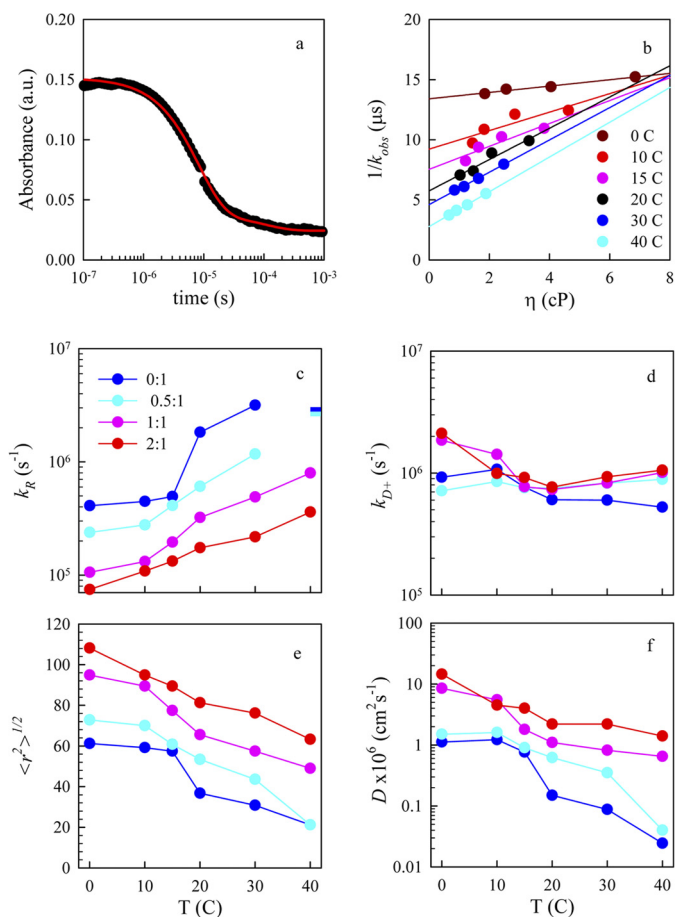 a
0.20
0.15
0.10
0.05
0.00
Absorbance (a.u.)
10-7 10-6 10-5 10-4 10-3
time (s)
b
20
15
10
5
0
1/kobs (μs)
0 C
10 C
15 C
20 C
30 C
40 C
0 2 4 6 8
η (cP)
c
107
106
105
kR (s-1)
0:1
0.5:1
1:1
2:1
d
107
106
105
kD+ (s-1)
e
120
100
80
60
40
20
0
<r2>1/2
0 10 20 30 40
T (C)
f
100
10
1
0.1
0.01
D x106 (cm2s-1)
0 10 20 30 40
T (C)